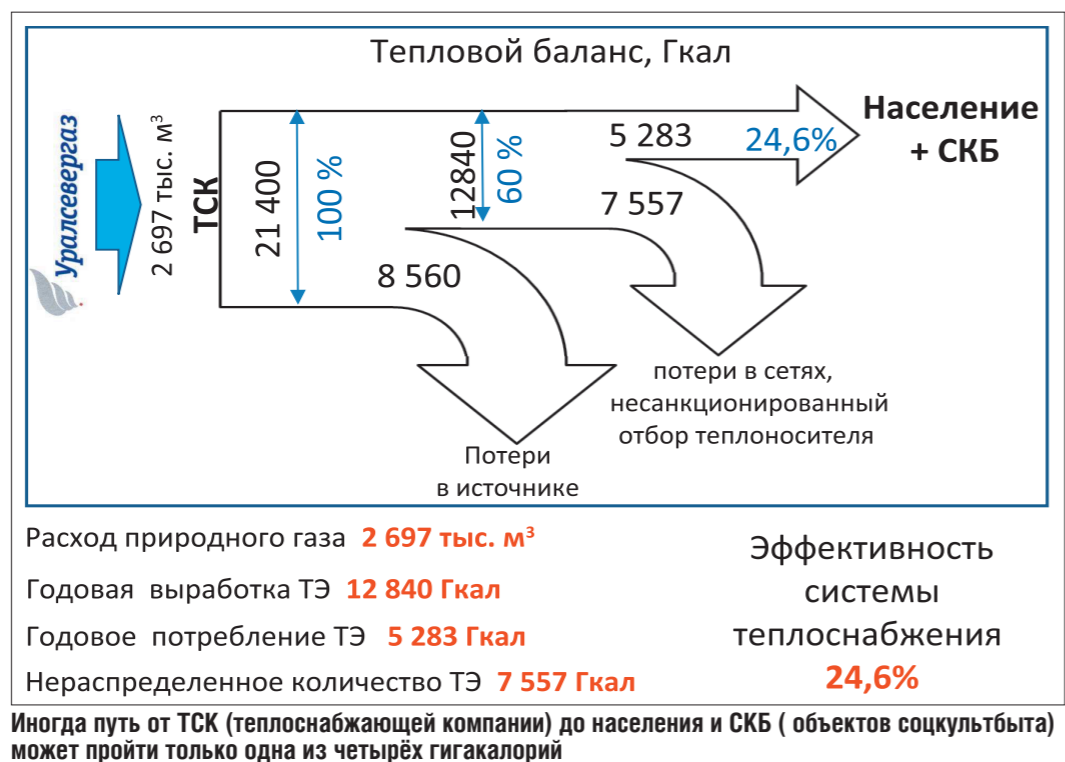 Тепловой баланс, Гкал
Уралсевергаз
2 697 тыс. м³
ТСК
21 400
100 %
12840
60 %
5 283
24,6%
Население
+ СКБ
7 557
8 560
потери в сетях,
несанкционированный
отбор теплоносителя
Потери
в источнике
Расход природного газа 2 697 тыс. м³
Годовая выработка ТЭ 12 840 Гкал
Годовое потребление ТЭ 5 283 Гкал
Нераспределенное количество ТЭ 7 557 Гкал
Эффективность
системы
теплоснабжения
24,6%
Иногда путь от ТСК (теплоснабжающей компании) до населения и СКБ ( объектов соцкультбыта)
может пройти только одна из четырёх гигакалорий